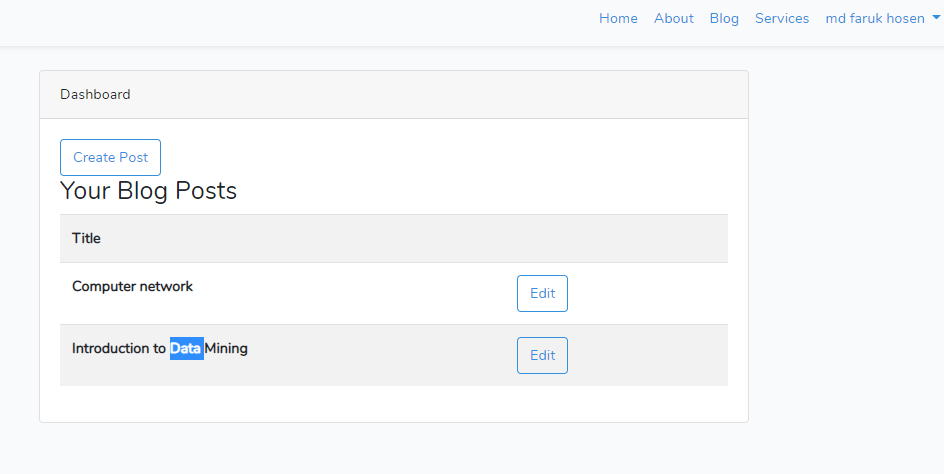 Home About Blog Services md faruk hosen
Dashboard
Create Post
Your Blog Posts
Title
Computer network Edit
Introduction to Data Mining Edit